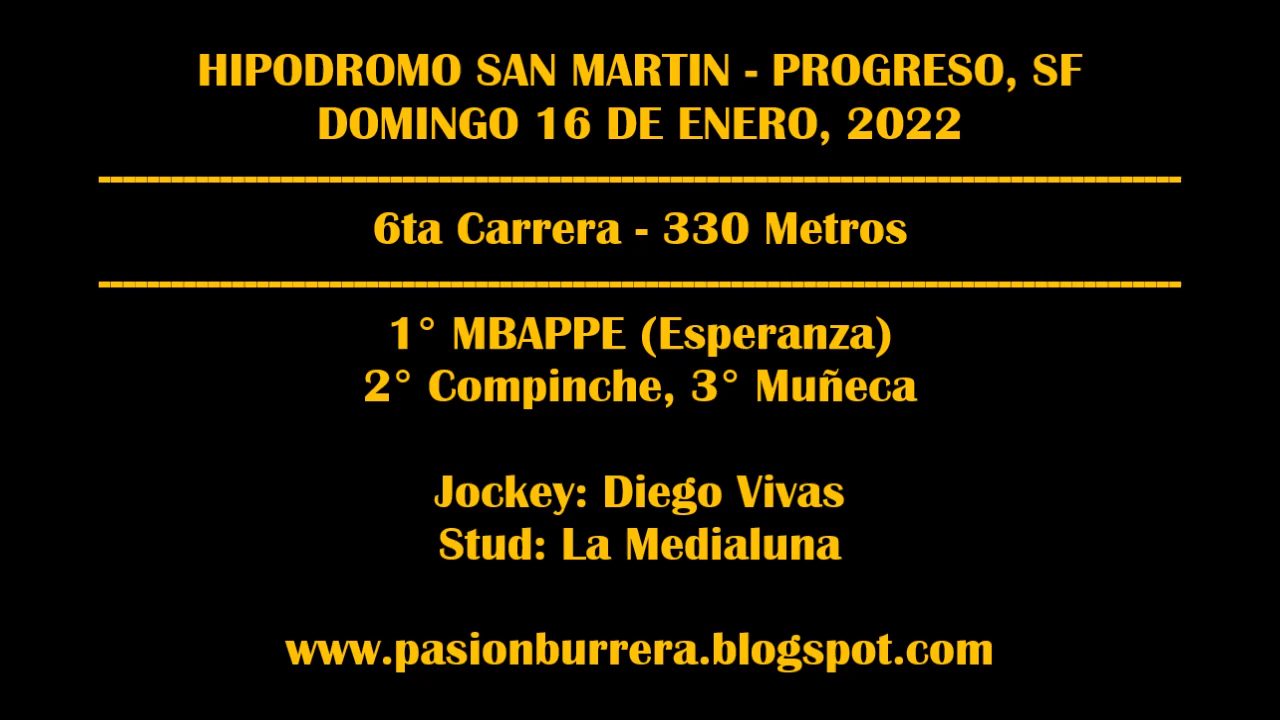 HIPODROMO SAN MARTIN - PROGRESO, SF
DOMINGO 16 DE ENERO, 2022
6ta Carrera - 330 Metros
1° MBAPPE (Esperanza)
2° Compinche, 3° Muñeca
Jockey: Diego Vivas
Stud: La Medialuna
www.pasionburrera.blogspot.com